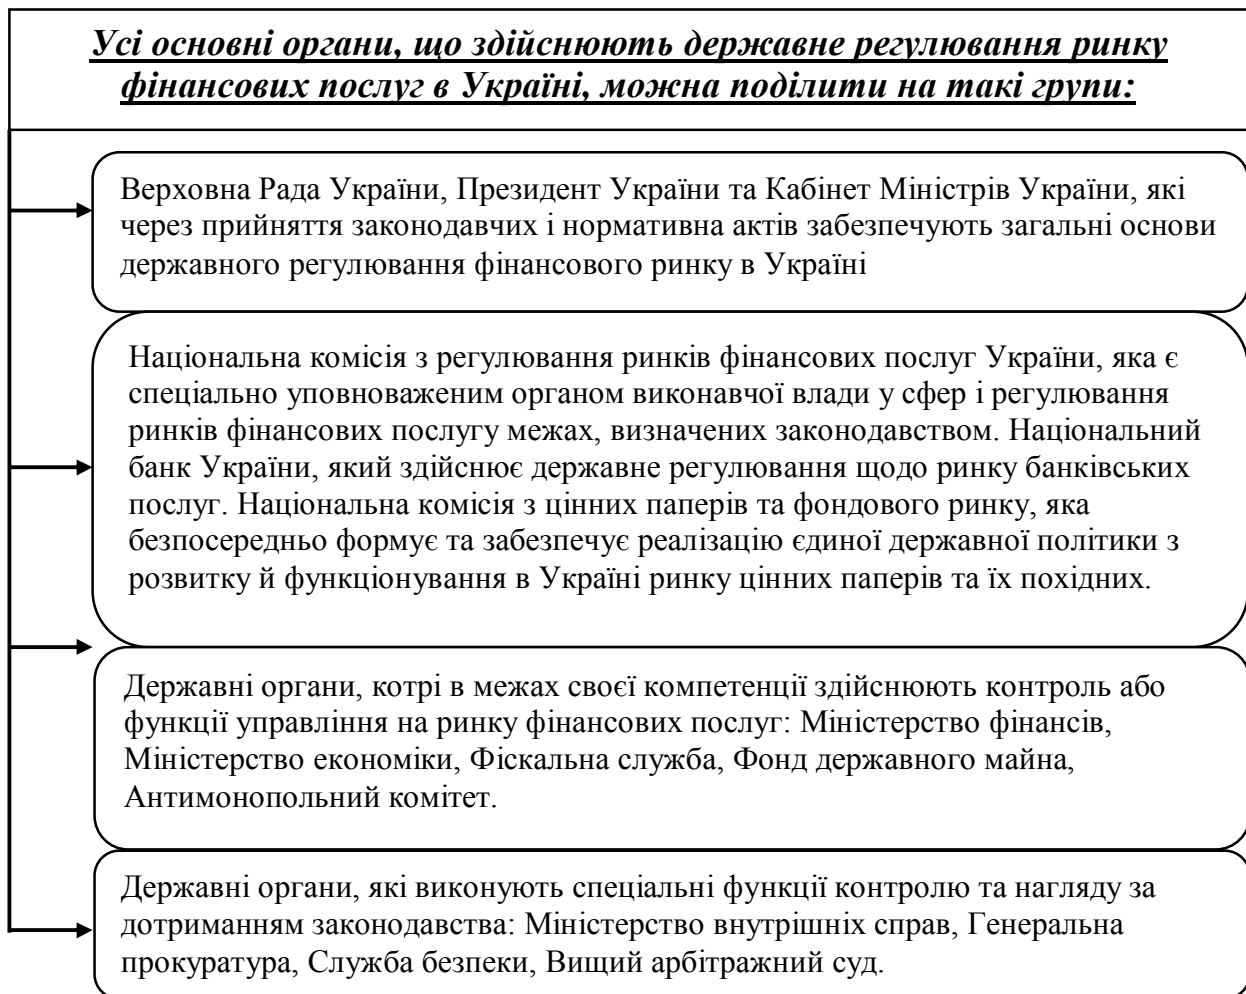 Усі основні органи, що здійснюють державне регулювання ринку
фінансових послуг в Україні, можна поділити на такі групи:
Верховна Рада України, Президент України та Кабінет Міністрів України, які
через прийняття законодавчих і нормативна актів забезпечують загальні основи
державного регулювання фінансового ринку в Україні
Національна комісія з регулювання ринків фінансових послуг України, яка є
спеціально уповноваженим органом виконавчої влади у сфер і регулювання
ринків фінансових послугу межах, визначених законодавством. Національний
банк України, який здійснює державне регулювання щодо ринку банківських
послуг. Національна комісія з цінних паперів та фондового ринку, яка
безпосередньо формує та забезпечує реалізацію єдиної державної політики з
розвитку й функціонування в Україні ринку цінних паперів та їх похідних.
Державні органи, котрі в межах своєї компетенції здійснюють контроль або
функції управління на ринку фінансових послуг: Міністерство фінансів,
Міністерство економіки, Фіскальна служба, Фонд державного майна,
Антимонопольний комітет.
Державні органи, які виконують спеціальні функції контролю та нагляду за
дотриманням законодавства: Міністерство внутрішніх справ, Генеральна
прокуратура, Служба безпеки, Вищий арбітражний суд.